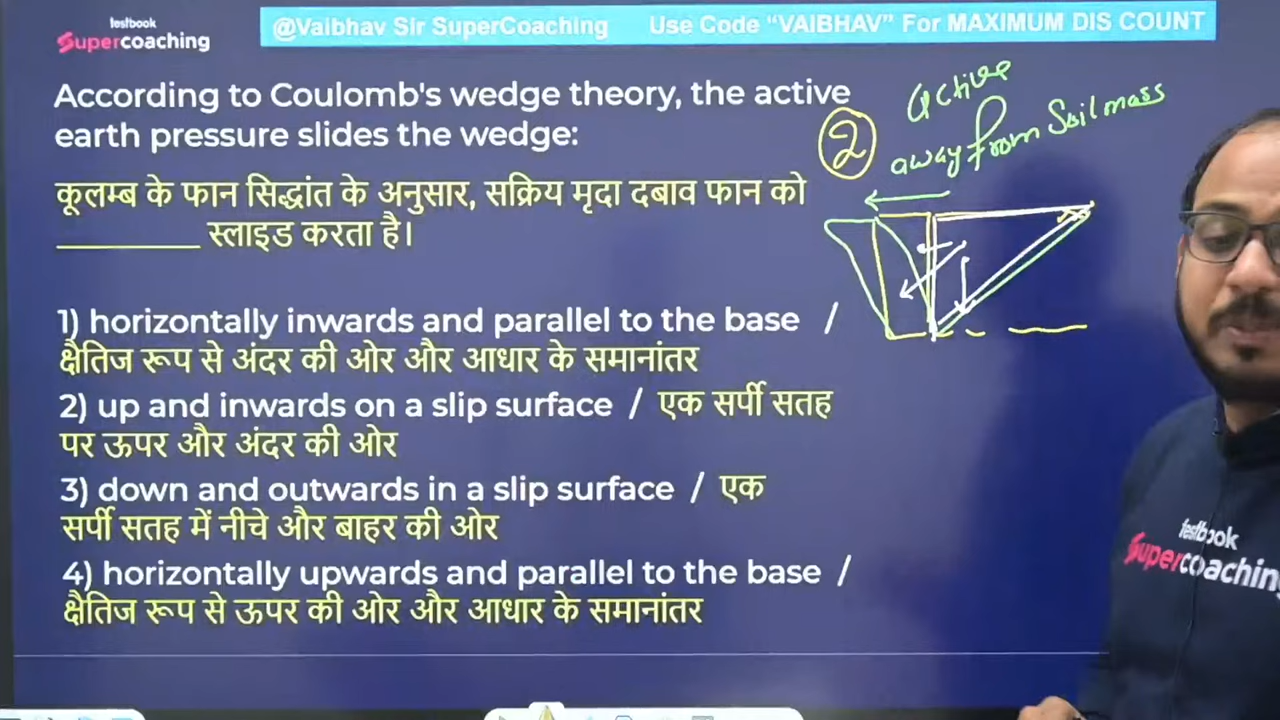 testbook
Supercoaching
@Vaibhav Sir SuperCoaching Use Code “VAIBHAV” For MAXIMUM DIS COUNT
According to Coulomb's wedge theory, the active
earth pressure slides the wedge:
कूलम्ब के फान सिद्धांत के अनुसार, सक्रिय मृदा दबाव फान को
_________ स्लाइड करता है।
2
active
away from Soil mass
1) horizontally inwards and parallel to the base /
क्षैतिज रूप से अंदर की ओर और आधार के समानांतर
2) up and inwards on a slip surface / एक सर्पी सतह
पर ऊपर और अंदर की ओर
3) down and outwards in a slip surface / एक
सर्पी सतह में नीचे और बाहर की ओर
4) horizontally upwards and parallel to the base /
क्षैतिज रूप से ऊपर की ओर और आधार के समानांतर
testbook
Supercoaching